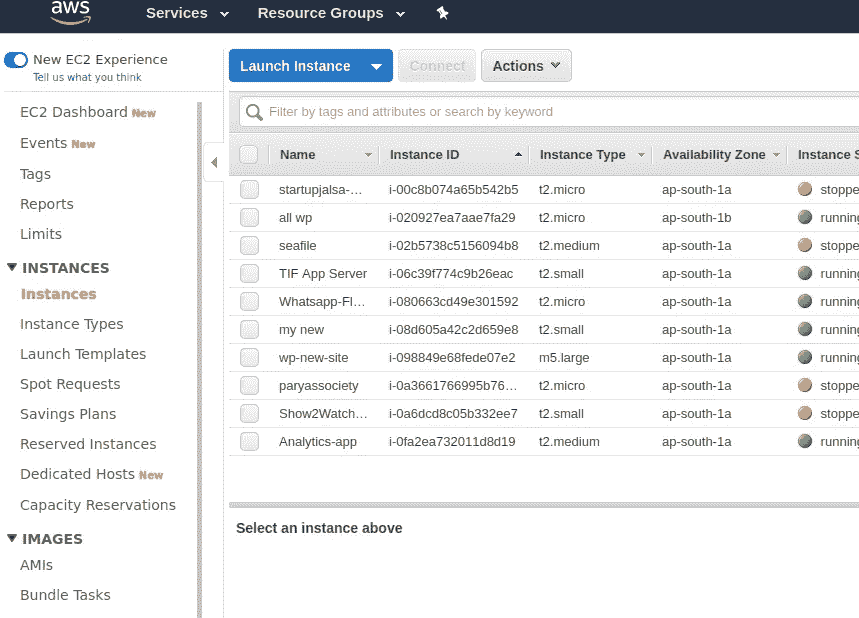 aws Services Resource Groups
New EC2 Experience
Tell us what you think
EC2 Dashboard New
Events New
Tags
Reports
Limits
INSTANCES
Instances
Instance Types
Launch Templates
Spot Requests
Savings Plans
Reserved Instances
Dedicated Hosts New
Capacity Reservations
IMAGES
AMIs
Bundle Tasks
Launch Instance Connect Actions
Filter by tags and attributes or search by keyword
Name Instance ID Instance Type Availability Zone Instance S
startupjalsa-… i-00c8b074a65b542b5 t2.micro ap-south-1a stoppe
all wp i-020927ea7aae7fa29 t2.micro ap-south-1b running
seafile i-02b5738c5156094b8 t2.medium ap-south-1a stoppe
TIF App Server i-06c39f774c9b26eac t2.small ap-south-1a running
Whatsapp-Fl… i-080663cd49e301592 t2.micro ap-south-1a running
my new i-08d605a42c2d659e8 t2.small ap-south-1a running
wp-new-site i-098849e68fede07e2 m5.large ap-south-1a running
paryassociety i-0a3661766995b76… t2.micro ap-south-1a stoppe
Show2Watch… i-0a6dcd8c05b332ee7 t2.small ap-south-1a stoppe
Analytics-app i-0fa2ea732011d8d19 t2.medium ap-south-1a running
Select an instance above